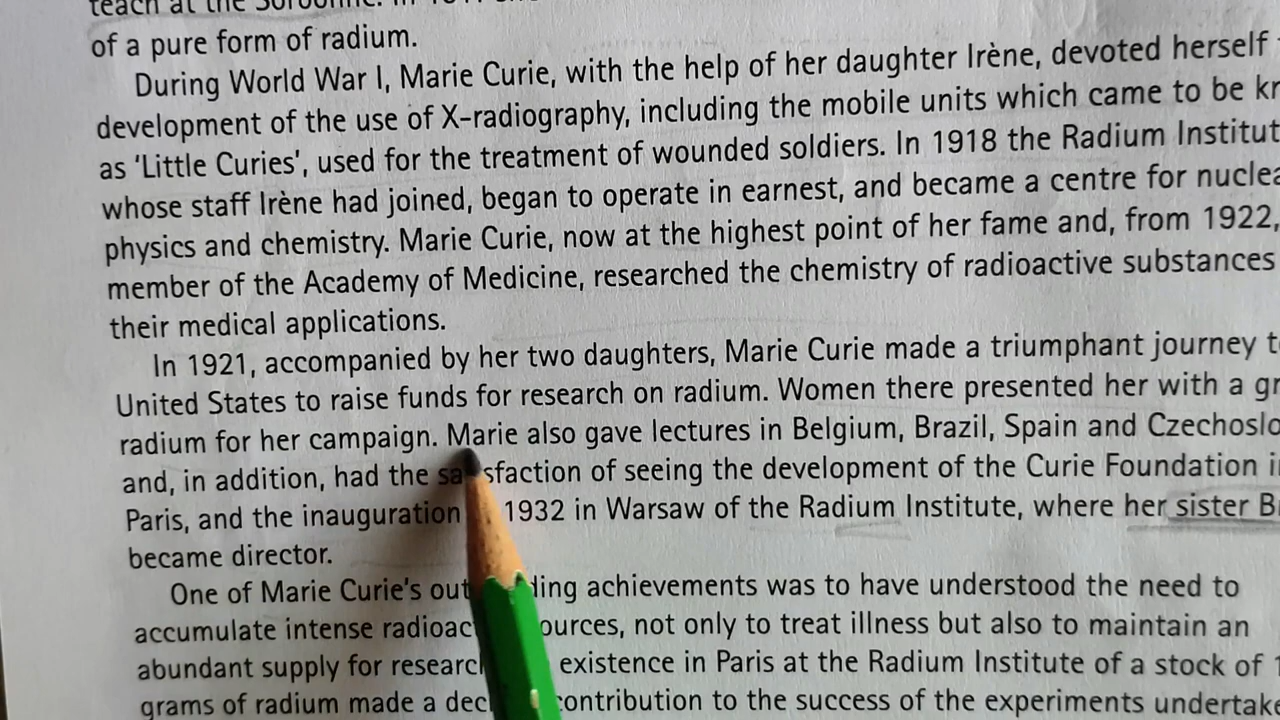 teach at the Sorbonne. In
of a pure form of radium.
During World War I, Marie Curie, with the help of her daughter Irène, devoted herself
development of the use of X-radiography, including the mobile units which came to be
as ‘Little Curies’, used for the treatment of wounded soldiers. In 1918 the Radium
whose staff Irène had joined, began to operate in earnest, and became a centre for
physics and chemistry. Marie Curie, now at the highest point of her fame and, from 1922,
member of the Academy of Medicine, researched the chemistry of radioactive substances
their medical applications.
In 1921, accompanied by her two daughters, Marie Curie made a triumphant journey
United States to raise funds for research on radium. Women there presented her with a
radium for her campaign. Marie also gave lectures in Belgium, Brazil, Spain and
and, in addition, had the of seeing the development of the Curie Foundation
Paris, and the inauguration 1932 in Warsaw of the Radium Institute, where her sister
became director.
One of Marie Curie's achievements was to have understood the need to
accumulate intense not only to treat illness but also to maintain an
abundant supply for existence in Paris at the Radium Institute of a stock of
grams of radium made a contribution to the success of the experiments